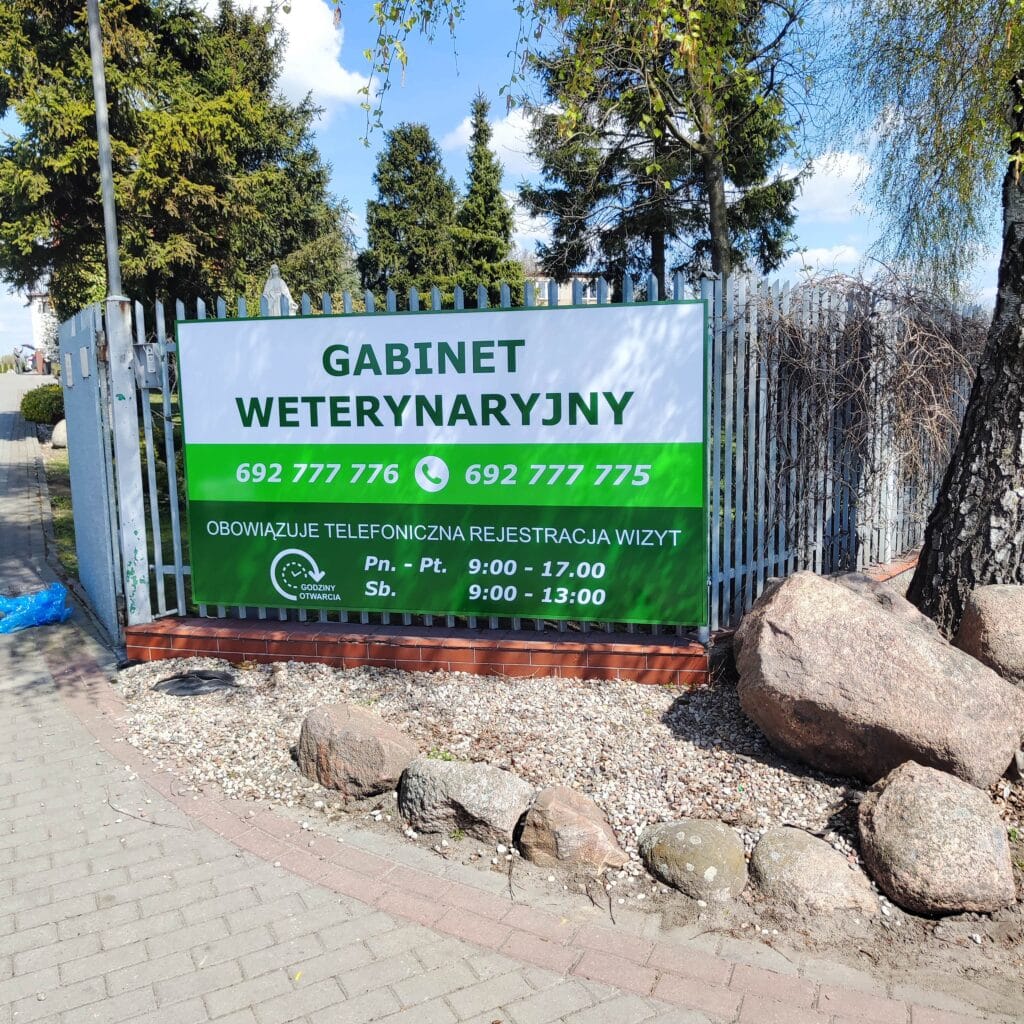 GABINET
WETERYNARYJNY
692 777 776 692 777 775
OBOWIĄZUJE TELEFONICZNA REJESTRACJA WIZYT
GODZINY
OTWARCIA
Pn. - Pt. 9:00 - 17.00
Sb. 9:00 - 13:00